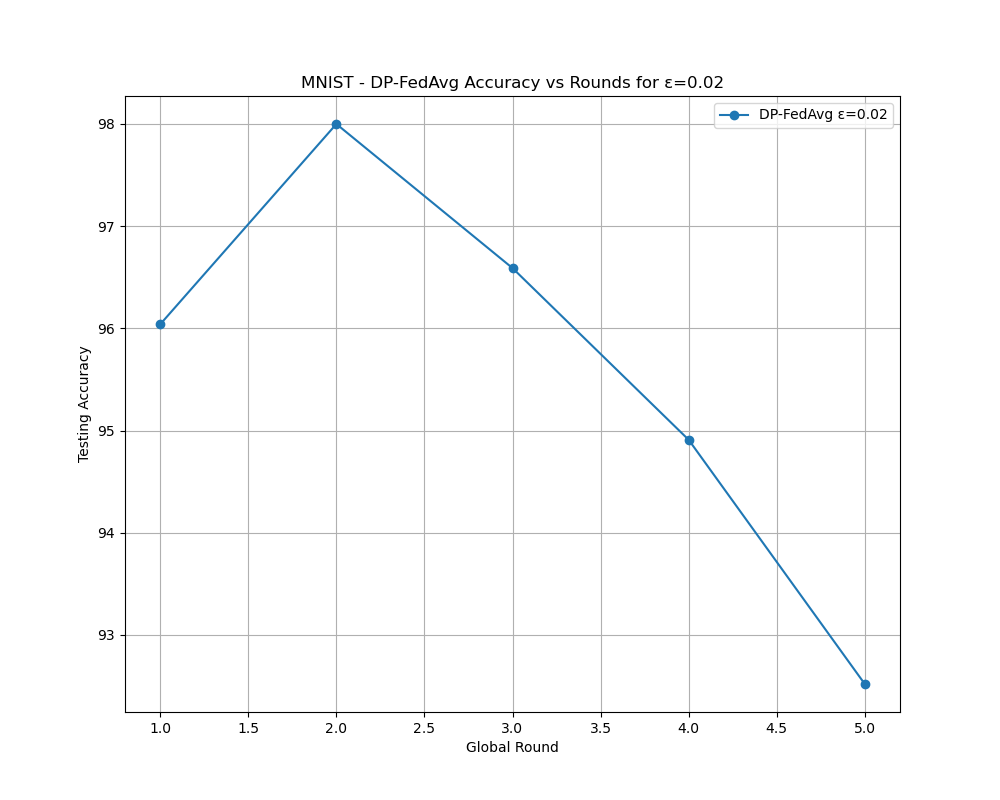 MNIST - DP-FedAvg Accuracy vs Rounds for ε=0.02
DP-FedAvg ε=0.02
98
97
96
95
94
93
Testing Accuracy
1.0 1.5 2.0 2.5 3.0 3.5 4.0 4.5 5.0
Global Round